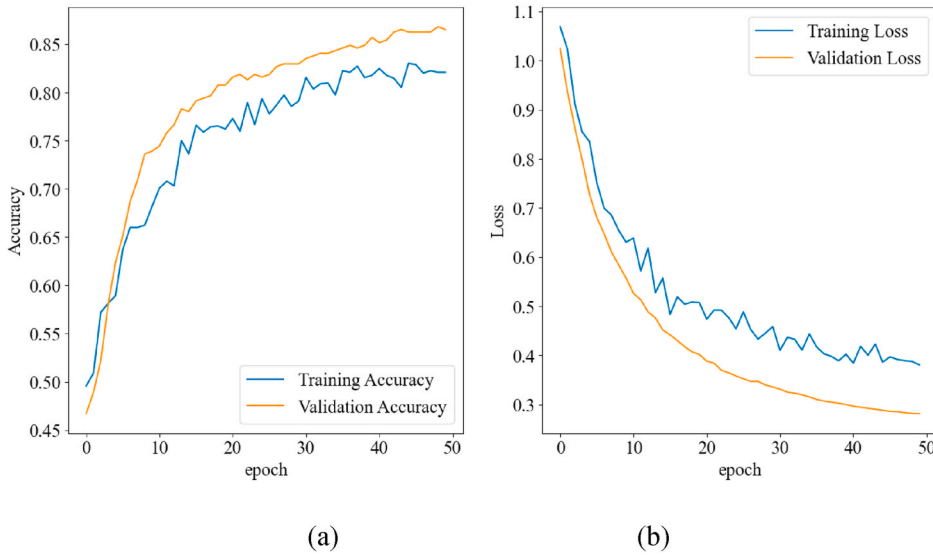 0.85
0.80
0.75
0.70
0.65
0.60
0.55
0.50
0.45
Accuracy
Training Accuracy
Validation Accuracy
0 10 20 30 40 50
epoch
(a)
1.1
1.0
0.9
0.8
0.7
0.6
0.5
0.4
0.3
Loss
Training Loss
Validation Loss
0 10 20 30 40 50
epoch
(b)